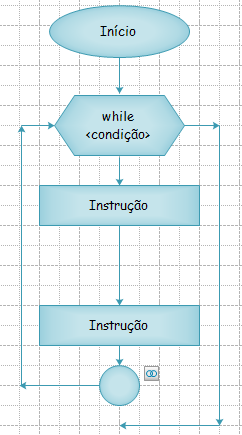 Início
while
<condição>
Instrução
Instrução